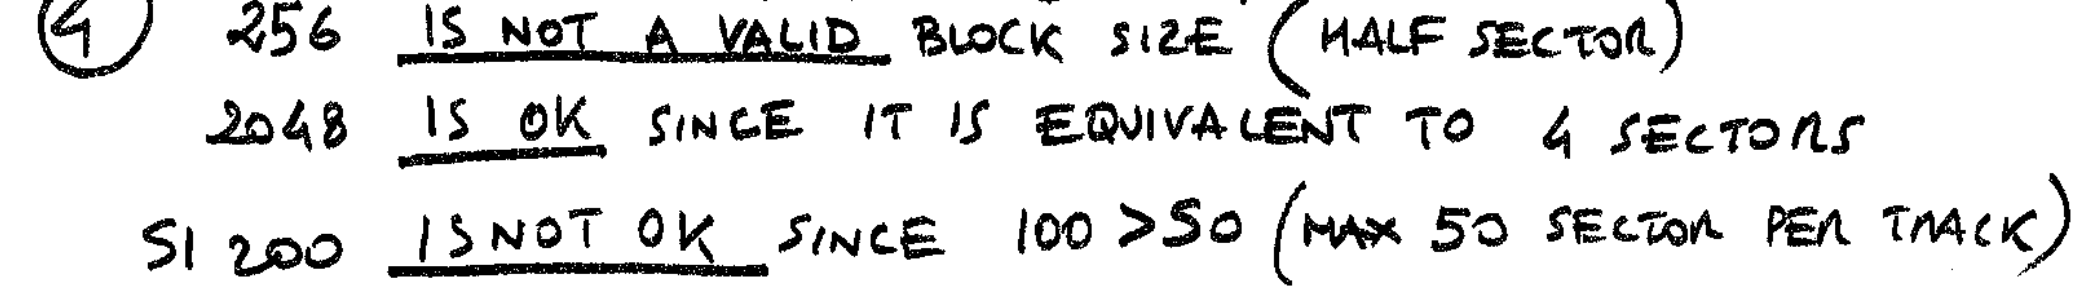 4 256 IS NOT A VALID BLOCK SIZE (HALF SECTOR)
2048 IS OK SINCE IT IS EQUIVALENT TO 4 SECTORS
51200 IS NOT OK SINCE 100 > 50 (MAX 50 SECTOR PER TRACK)